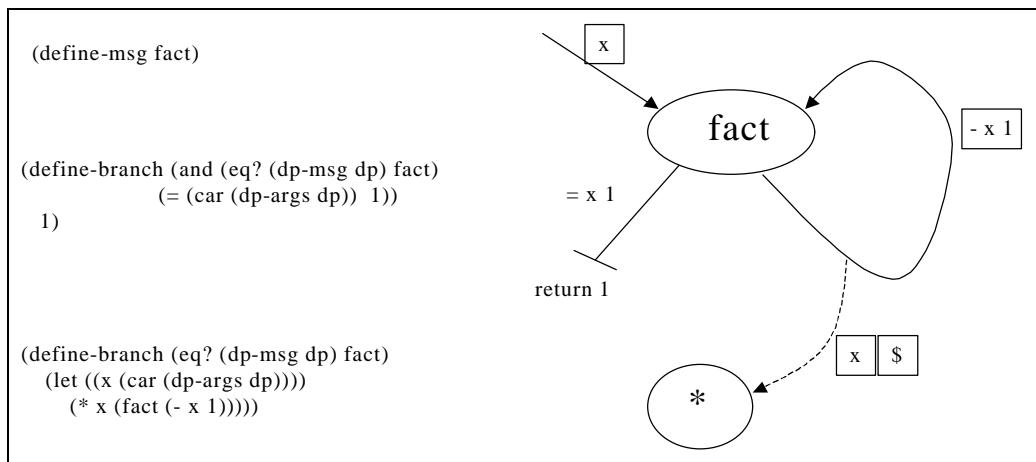 (define-msg fact)
(define-branch (and (eq? (dp-msg dp) fact)
(= (car (dp-args dp)) 1))
1)
(define-branch (eq? (dp-msg dp) fact)
(let ((x (car (dp-args dp))))
(* x (fact (- x 1)))))
x
fact
- x 1
= x 1
return 1
x $
*